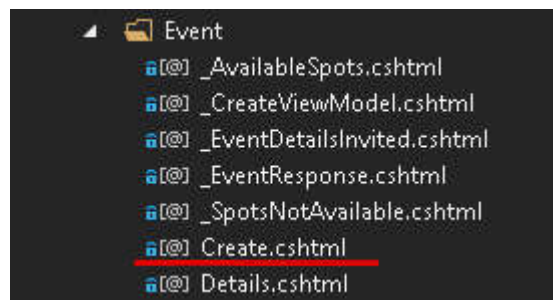 Event
[@] _AvailableSpots.cshtml
[@] _CreateViewModel.cshtml
[@] _EventDetailsInvited.cshtml
[@] _EventResponse.cshtml
[@] _SpotsNotAvailable.cshtml
[@] Create.cshtml
[@] Details.cshtml